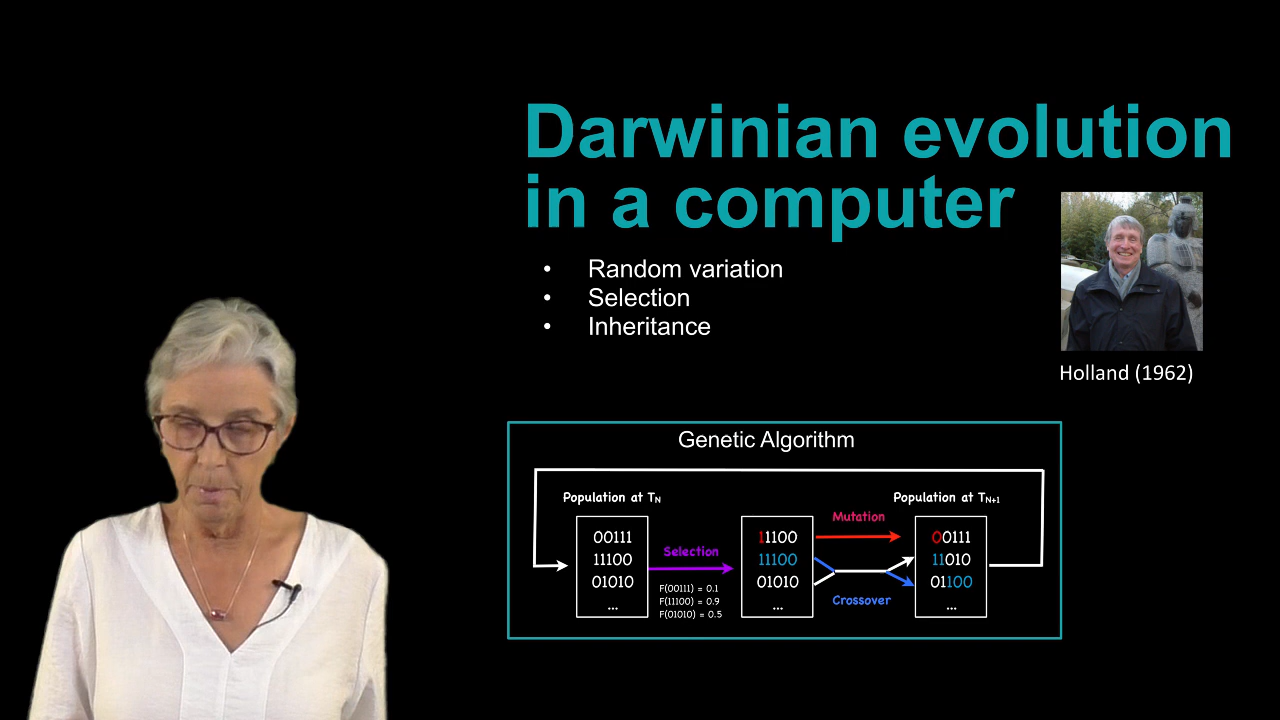 Darwinian evolution
in a computer
• Random variation
• Selection
• Inheritance
Holland (1962)
Genetic Algorithm
Population at TN
Population at TN+1
00111
11100
01010
...
Selection
F(00111) = 0.1
F(11100) = 0.9
F(01010) = 0.5
11100
11100
01010
...
Mutation
Crossover
00111
11010
01100
...